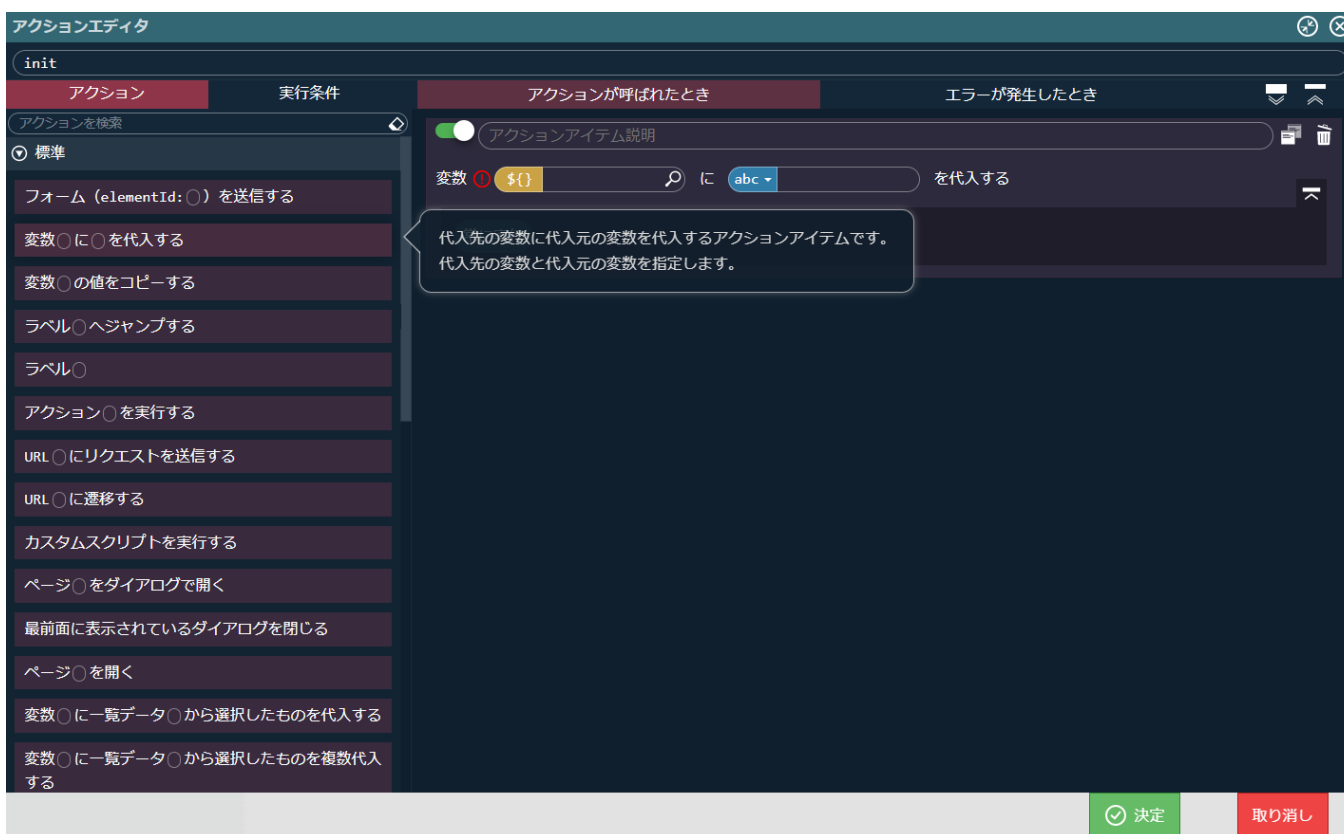 アクションエディタ
init
アクション 実行条件 アクションが呼ばれたとき エラーが発生したとき
アクションを検索
標準
アクションアイテム説明
変数 ${} に abc を代入する
フォーム (elementId:○) を送信する
変数○に○を代入する
代入先の変数に代入元の変数を代入するアクションアイテムです。
代入先の変数と代入元の変数を指定します。
変数○の値をコピーする
ラベル○へジャンプする
ラベル○
アクション○を実行する
URL○にリクエストを送信する
URL○に遷移する
カスタムスクリプトを実行する
ページ○をダイアログで開く
最前面に表示されているダイアログを閉じる
ページ○を開く
変数○に一覧データ○から選択したものを代入する
変数○に一覧データ○から選択したものを複数代入
する
決定 取り消し